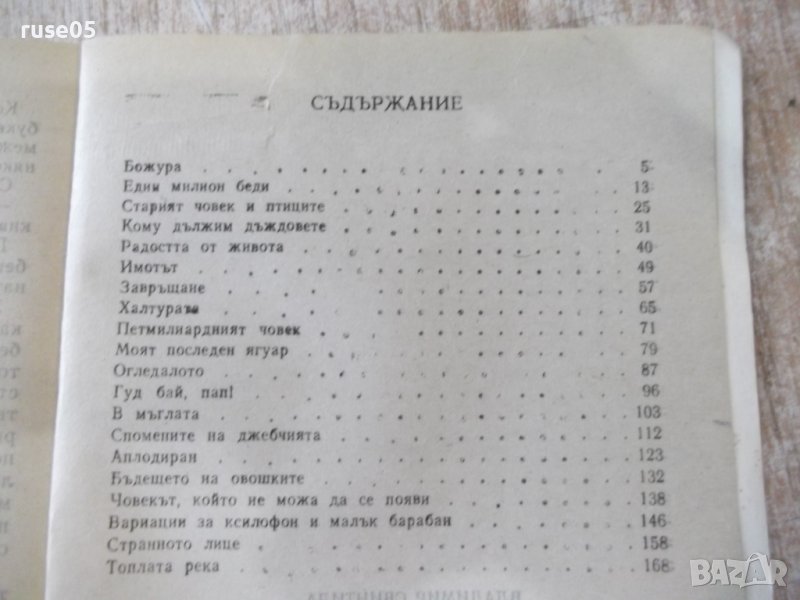 ruse05
СЪДЪРЖАНИЕ
Божура . . . . . . . . . . . . . . . 5
Един милион беди . . . . . . . . . . . . 13
Старият човек и птиците . . . . . . . . . . 25
Кому дължим дъждовете . . . . . . . . . . 31
Радостта от живота . . . . . . . . . . . 40
Имотът . . . . . . . . . . . . . . . 49
Завръщане . . . . . . . . . . . . . . 57
Халтурата . . . . . . . . . . . . . . 65
Петмилиардният човек . . . . . . . . . . . 71
Моят последен ягуар . . . . . . . . . . . 79
Огледалото . . . . . . . . . . . . . . 87
Гуд бай, пап! . . . . . . . . . . . . . 96
В мъглата . . . . . . . . . . . . . . 103
Спомените на джебчията . . . . . . . . . . 112
Аплодиран . . . . . . . . . . . . . . 123
Бъдещето на овошките . . . . . . . . . . 132
Човекът, който не можа да се появи . . . . . . 138
Вариации за ксилофон и малък барабан . . . . . 146
Странното лице . . . . . . . . . . . . . 158
Топлата река . . . . . . . . . . . . . 168
BAZAR.bg